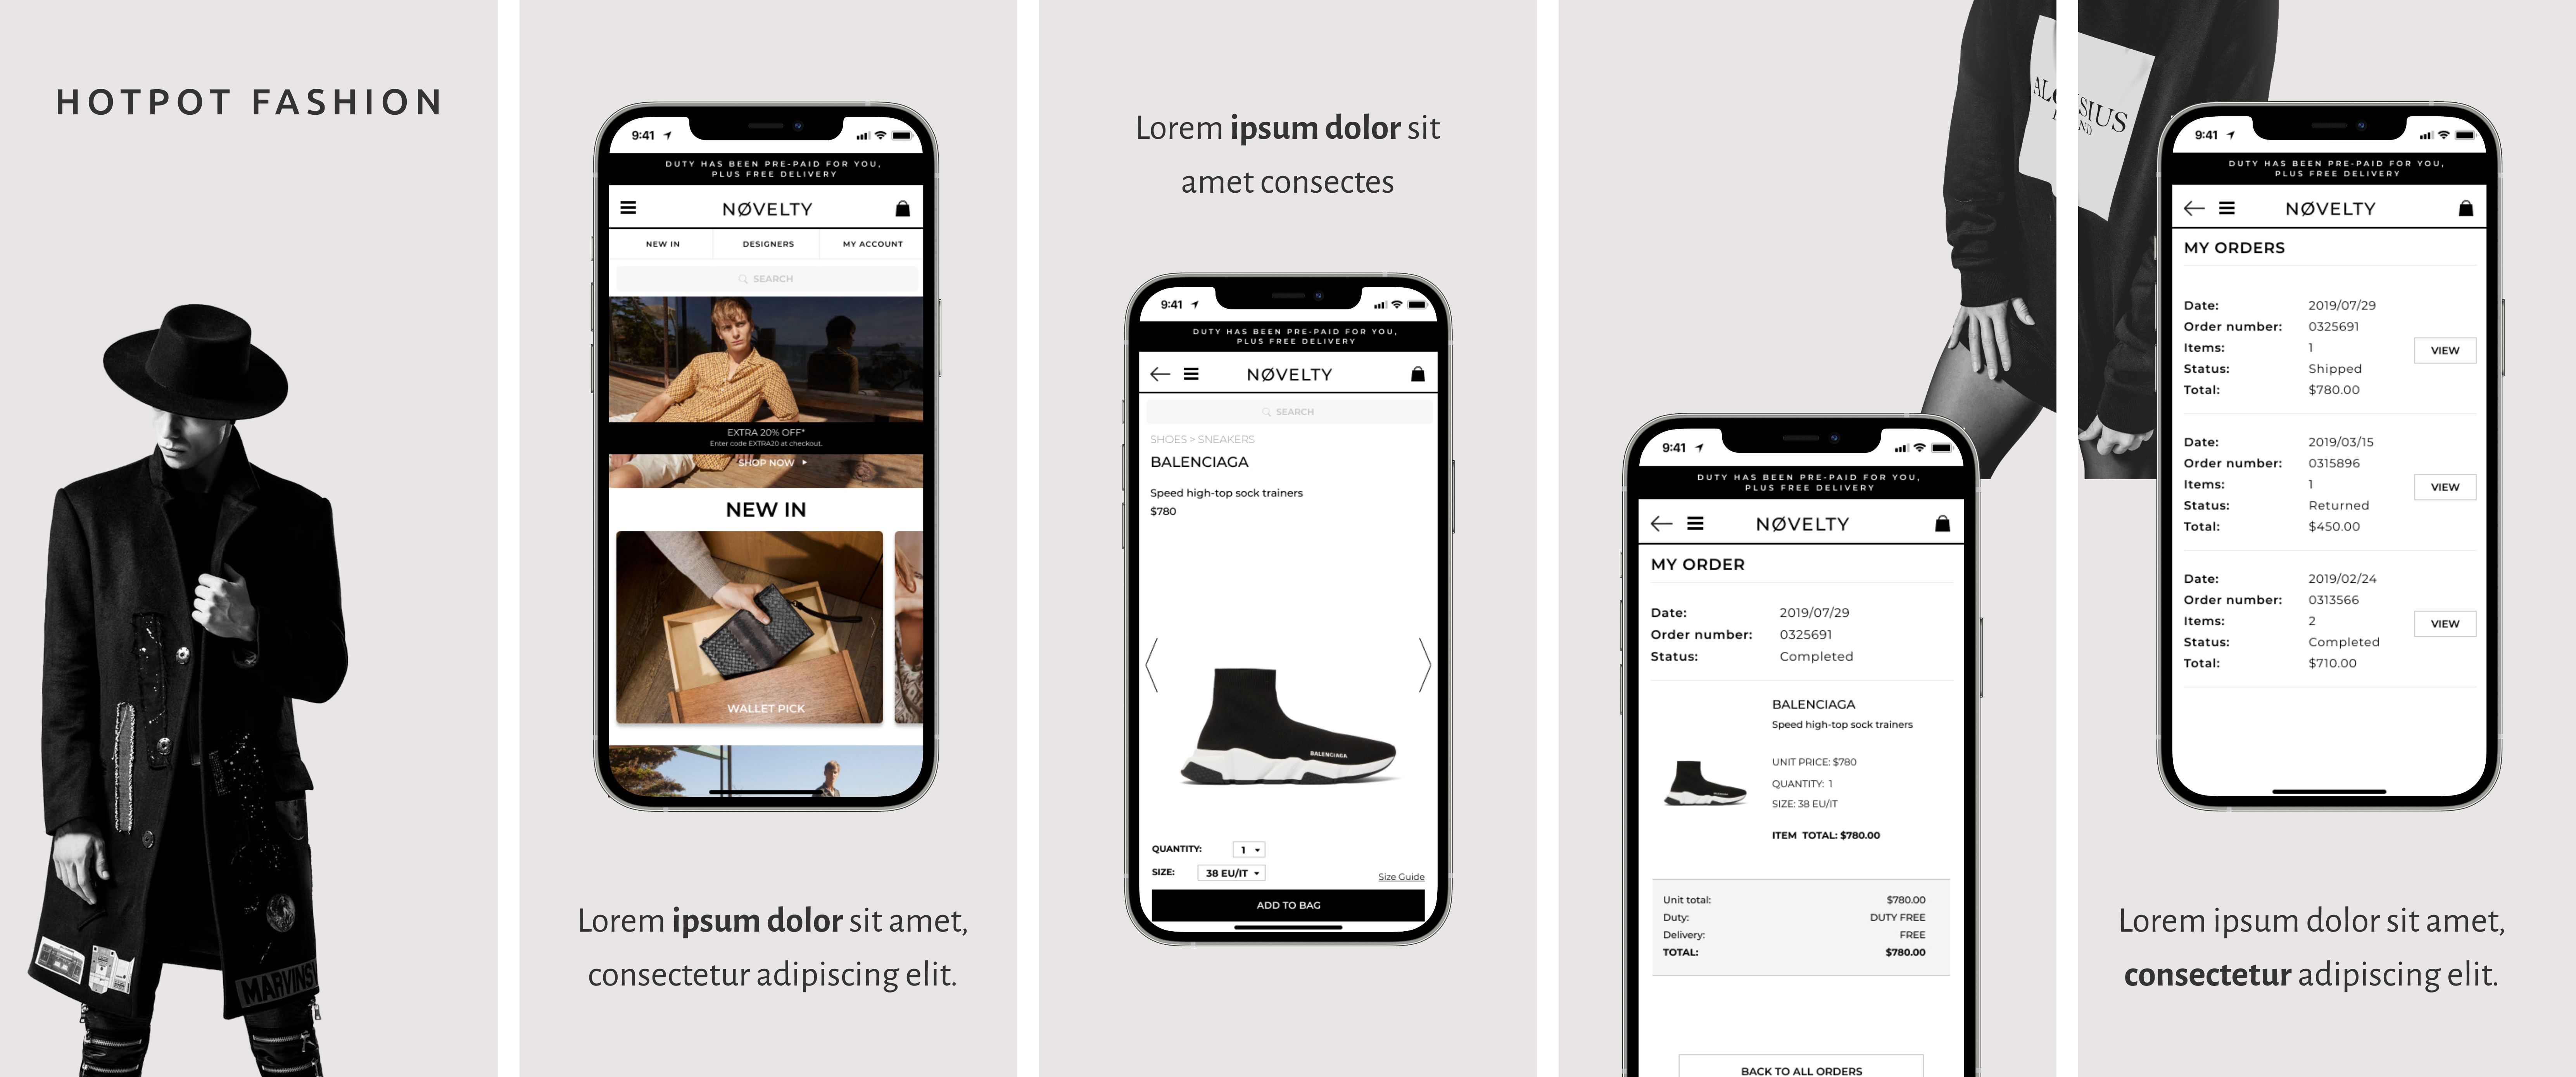 HOTPOT FASHION
MARVINS
9:41
DUTY HAS BEEN PRE-PAID FOR YOU,
PLUS FREE DELIVERY
NØVELTY
NEW IN
DESIGNERS
MY ACCOUNT
SEARCH
EXTRA 20% OFF*
Enter code EXTRA20 at checkout.
SHOP NOW
NEW IN
WALLET PICK
Lorem ipsum dolor sit amet,
consectetur adipiscing elit.
Lorem ipsum dolor sit
amet consectes
9:41
DUTY HAS BEEN PRE-PAID FOR YOU,
PLUS FREE DELIVERY
NØVELTY
SEARCH
SHOES > SNEAKERS
BALENCIAGA
Speed high-top sock trainers
$780
BALENCIAGA
QUANTITY: 1
SIZE: 38 EU/IT
Size Guide
ADD TO BAG
9:41
DUTY HAS BEEN PRE-PAID FOR YOU,
PLUS FREE DELIVERY
NØVELTY
MY ORDER
Date: 2019/07/29
Order number: 0325691
Status: Completed
BALENCIAGA
Speed high-top sock trainers
UNIT PRICE: $780
QUANTITY: 1
SIZE: 38 EU/IT
ITEM TOTAL: $780.00
Unit total: $780.00
Duty: DUTY FREE
Delivery: FREE
TOTAL: $780.00
BACK TO ALL ORDERS
9:41
DUTY HAS BEEN PRE-PAID FOR YOU,
PLUS FREE DELIVERY
NØVELTY
MY ORDERS
Date: 2019/07/29
Order number: 0325691
Items: 1
Status: Shipped
Total: $780.00
VIEW
Date: 2019/03/15
Order number: 0315896
Items: 1
Status: Returned
Total: $450.00
VIEW
Date: 2019/02/24
Order number: 0313566
Items: 2
Status: Completed
Total: $710.00
VIEW
Lorem ipsum dolor sit amet,
consectetur adipiscing elit.